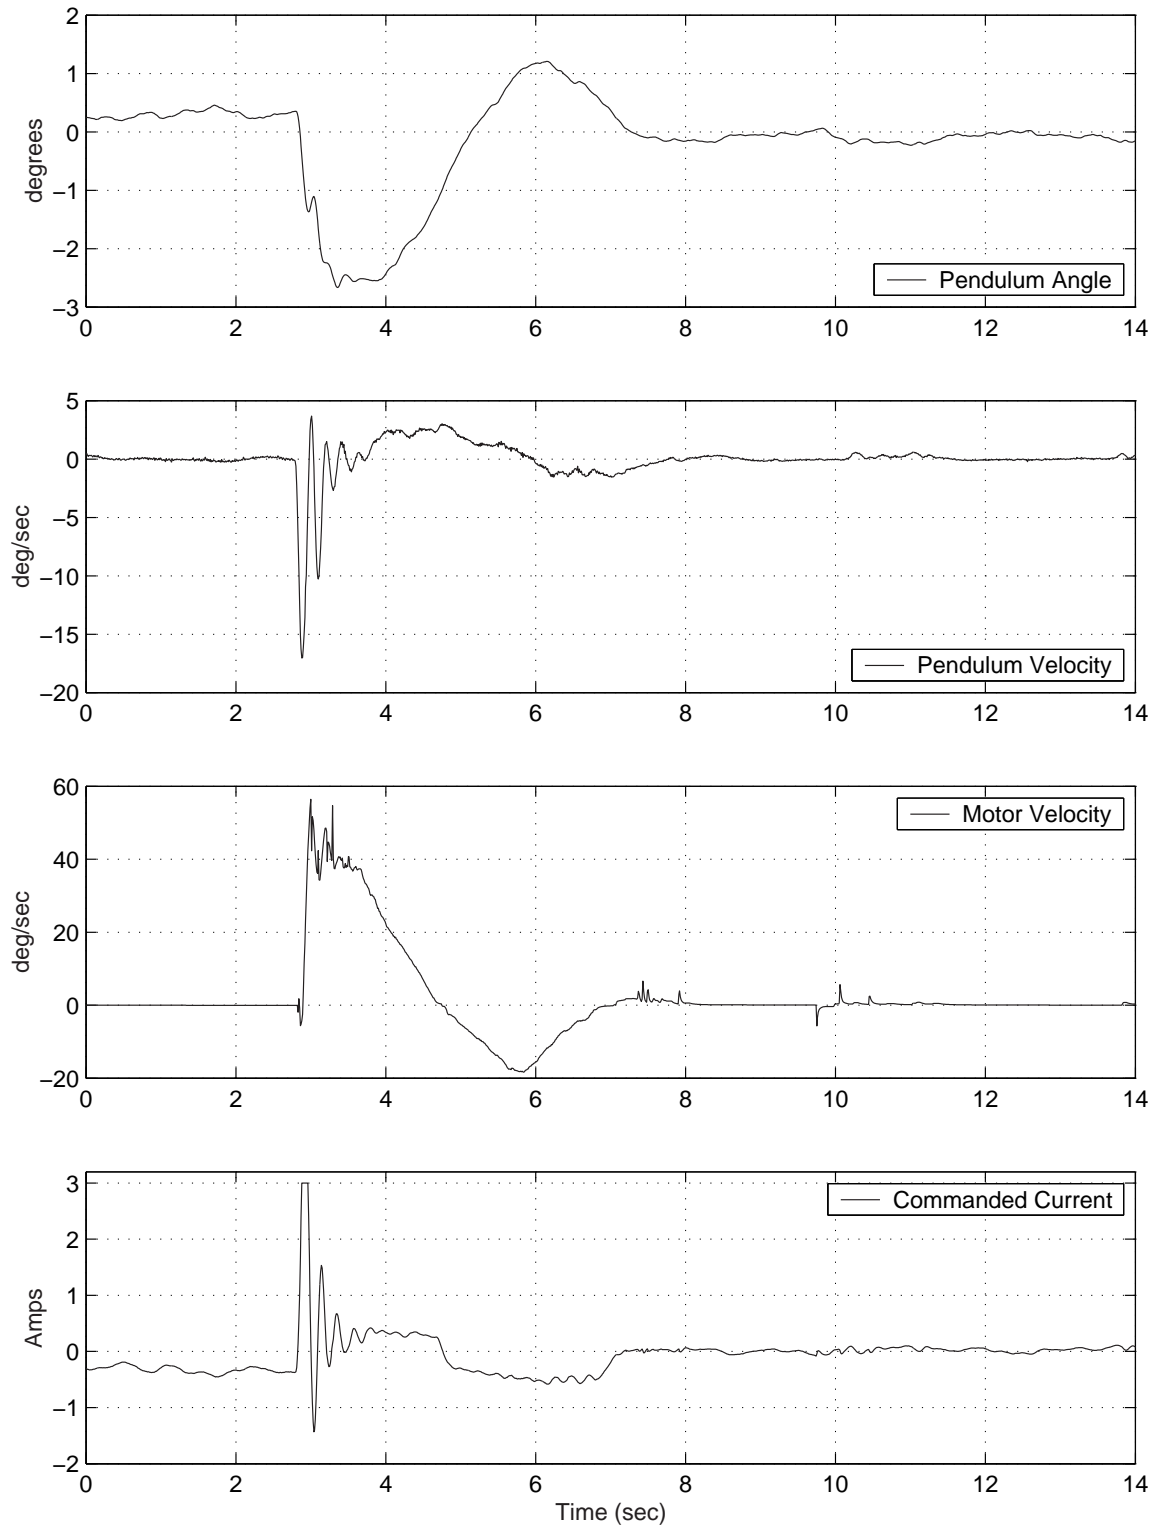 2
1
0
−1
−2
−3
degrees
Pendulum Angle
0 2 4 6 8 10 12 14
5
0
−5
−10
−15
−20
deg/sec
Pendulum Velocity
0 2 4 6 8 10 12 14
60
40
20
0
−20
deg/sec
Motor Velocity
0 2 4 6 8 10 12 14
3
2
1
0
−1
−2
Amps
Commanded Current
0 2 4 6 8 10 12 14
Time (sec)